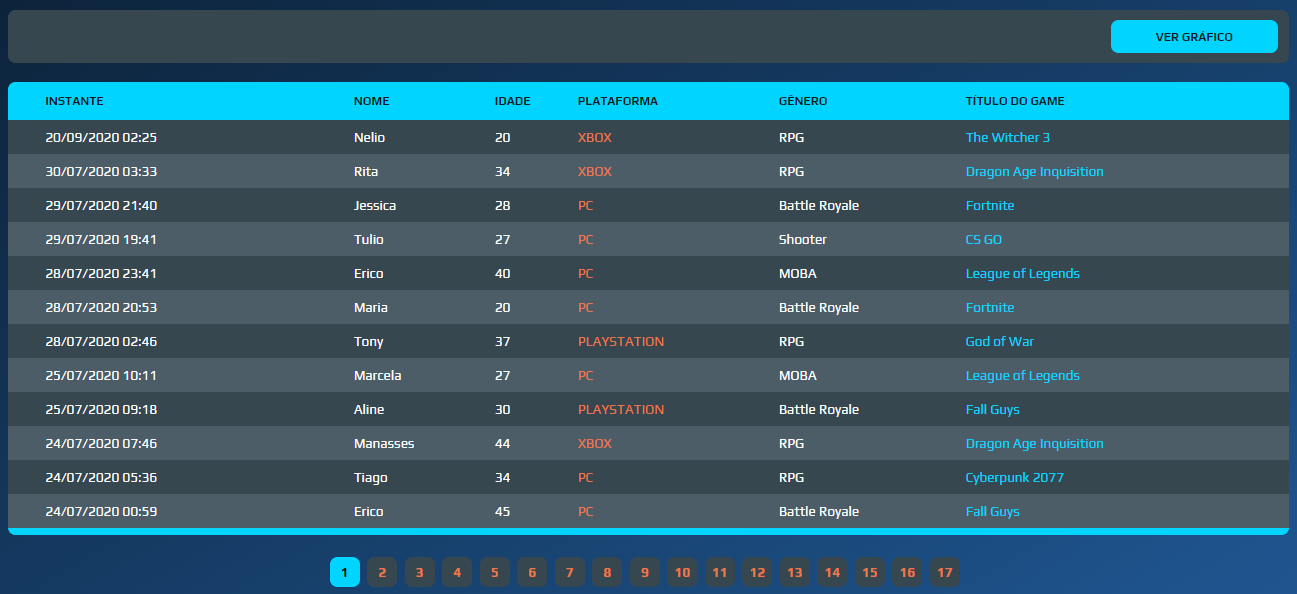 VER GRÁFICO
INSTANTE NOME IDADE PLATAFORMA GÊNERO TÍTULO DO GAME
20/09/2020 02:25 Nelio 20 XBOX RPG The Witcher 3
30/07/2020 03:33 Rita 34 XBOX RPG Dragon Age Inquisition
29/07/2020 21:40 Jessica 28 PC Battle Royale Fortnite
29/07/2020 19:41 Tulio 27 PC Shooter CS GO
28/07/2020 23:41 Erico 40 PC MOBA League of Legends
28/07/2020 20:53 Maria 20 PC Battle Royale Fortnite
28/07/2020 02:46 Tony 37 PLAYSTATION RPG God of War
25/07/2020 10:11 Marcela 27 PC MOBA League of Legends
25/07/2020 09:18 Aline 30 PLAYSTATION Battle Royale Fall Guys
24/07/2020 07:46 Manasses 44 XBOX RPG Dragon Age Inquisition
24/07/2020 05:36 Tiago 34 PC RPG Cyberpunk 2077
24/07/2020 00:59 Erico 45 PC Battle Royale Fall Guys
1 2 3 4 5 6 7 8 9 10 11 12 13 14 15 16 17